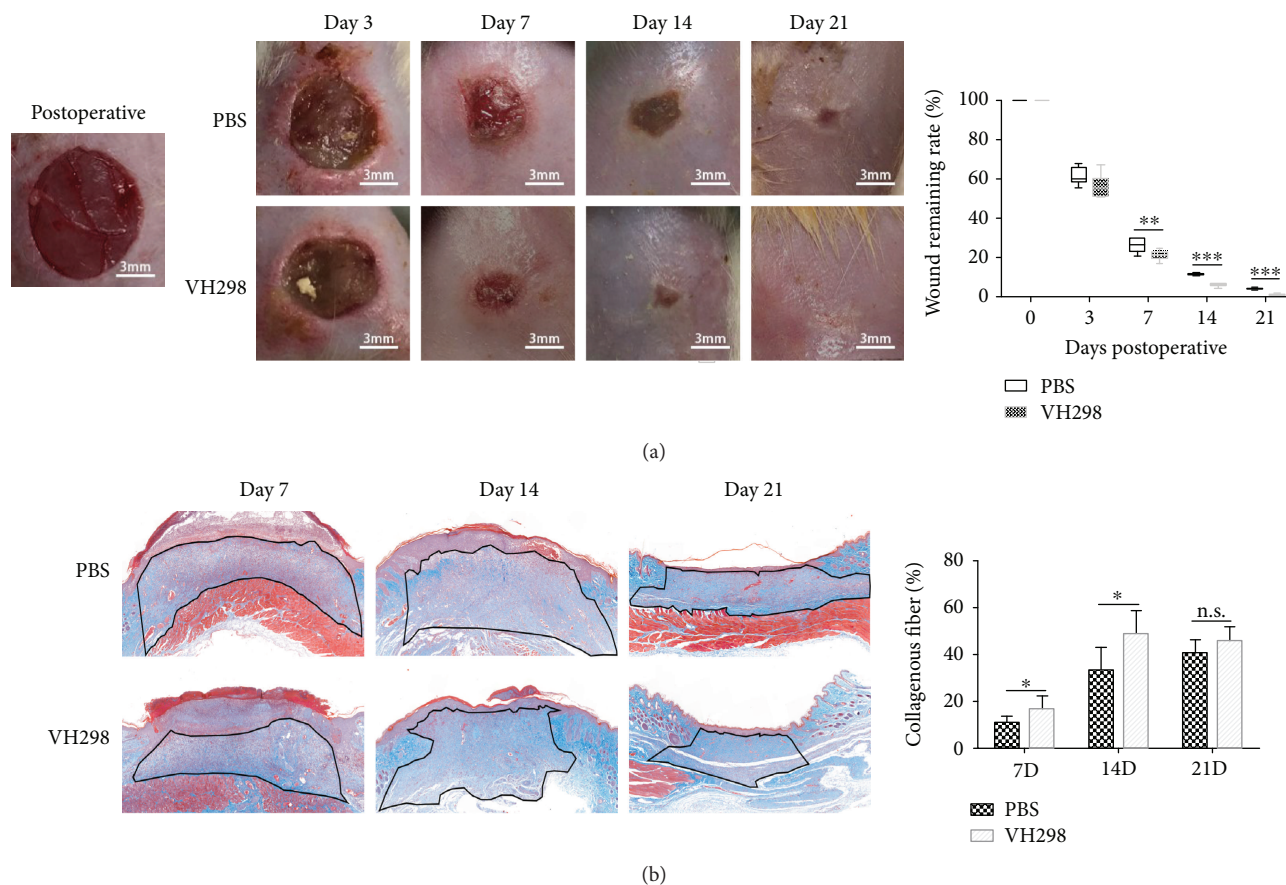 Day 3
Day 7
Day 14
Day 21
Postoperative
3mm
PBS
3mm
3mm
3mm
3mm
VH298
3mm
3mm
3mm
3mm
Wound remaining rate (%)
100
80
60
40
20
0
**
***
***
0
3
7
14
21
Days postoperative
PBS
VH298
(a)
Day 7
Day 14
Day 21
PBS
VH298
Collagenous fiber (%)
80
60
40
20
0
*
*
n.s.
7D
14D
21D
PBS
VH298
(b)